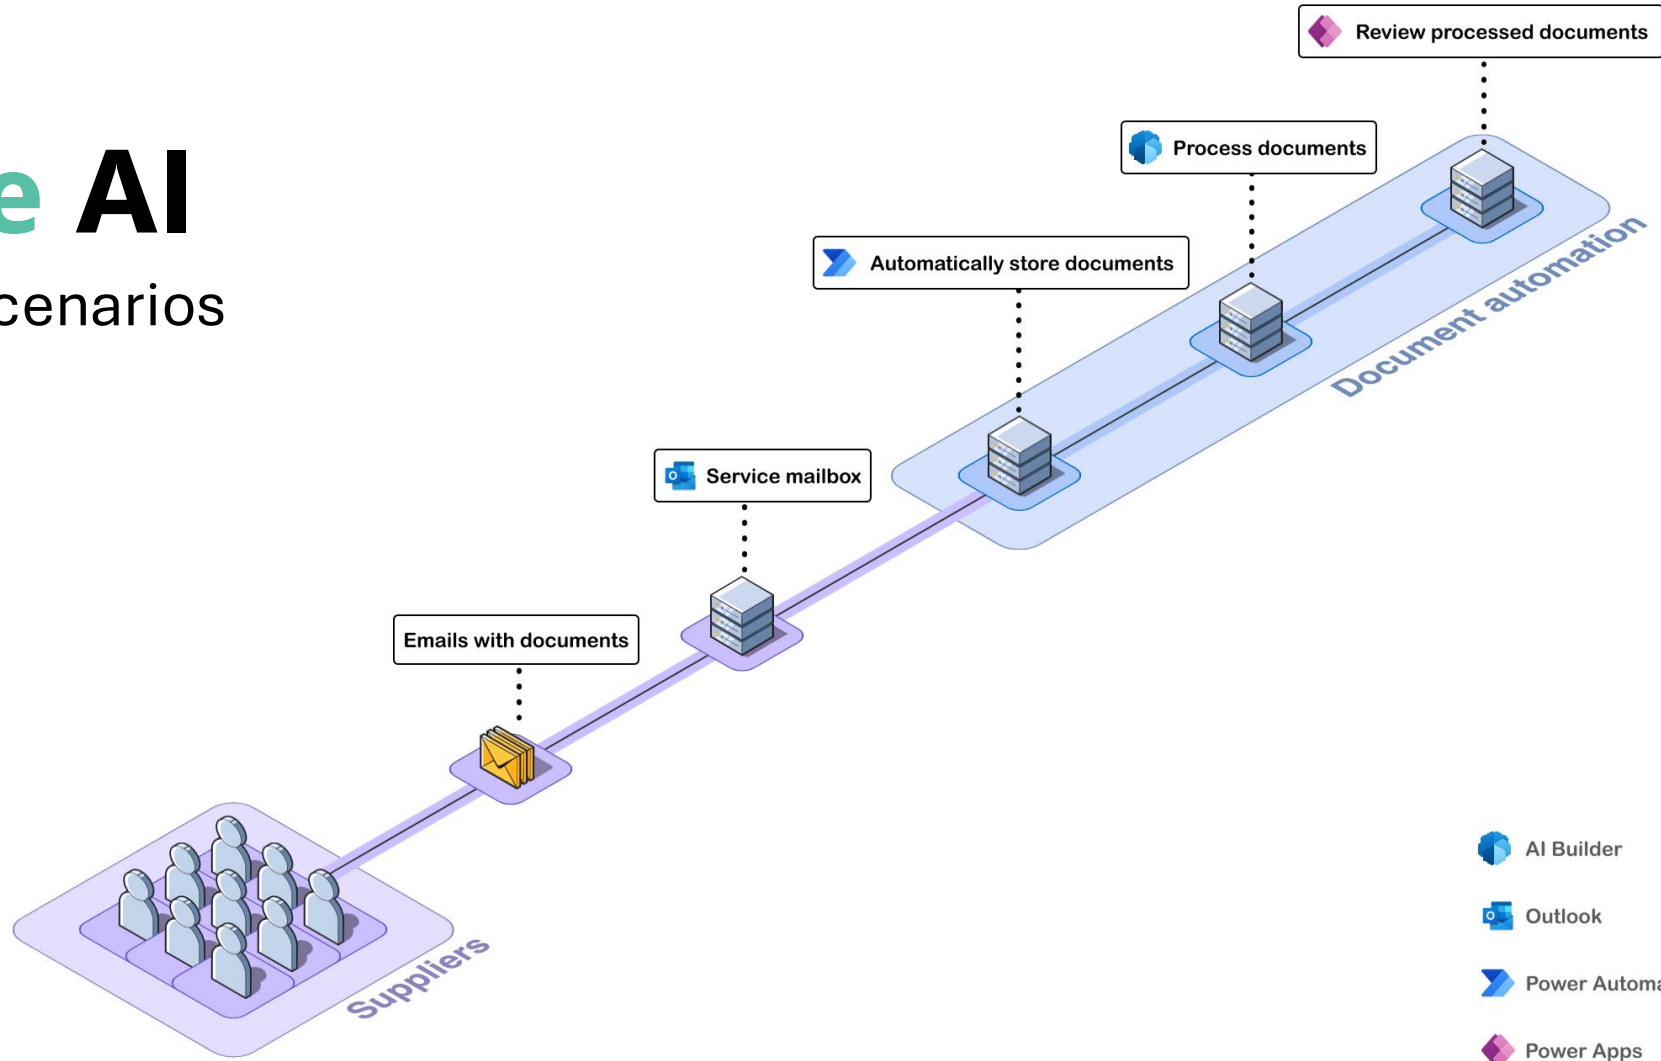 e AI
cenarios
Review processed documents
Process documents
Automatically store documents
Service mailbox
Emails with documents
Document automation
Suppliers
AI Builder
Outlook
Power Automa
Power Apps